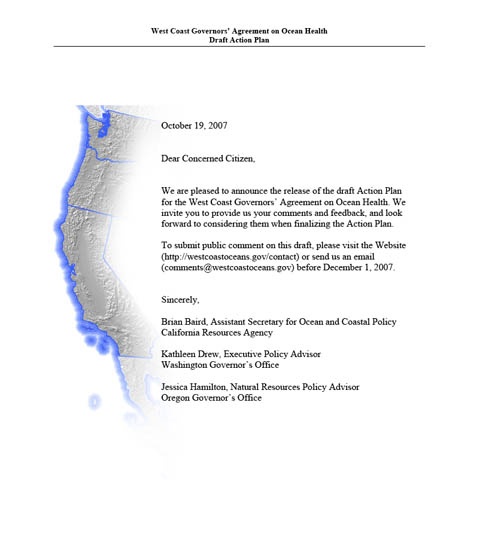 West Coast Governors' Agreement on Ocean Health
Draft Action Plan
October 19, 2007
Dear Concerned Citizen,
We are pleased to announce the release of the draft Action Plan
for the West Coast Governors` Agreement on Ocean Health. We
invite you to provide us your comments and feedback, and look
forward to considering them when finalizing the Action Plan.
To submit public comment on this draft, please visit the Website
(http://westcoastoceans.gov/contact) or send us an email
(comments@westcoastoceans.gov) before December 1, 2007.
Sincerely,
Brian Baird, Assistant Secretary for Ocean and Coastal Policy
California Resources Agency
Kathleen Drew, Executive Policy Advisor
Washington Governor`s Office
Jessica Hamilton, Natural Resources Policy Advisor
Oregon Governor`s Office